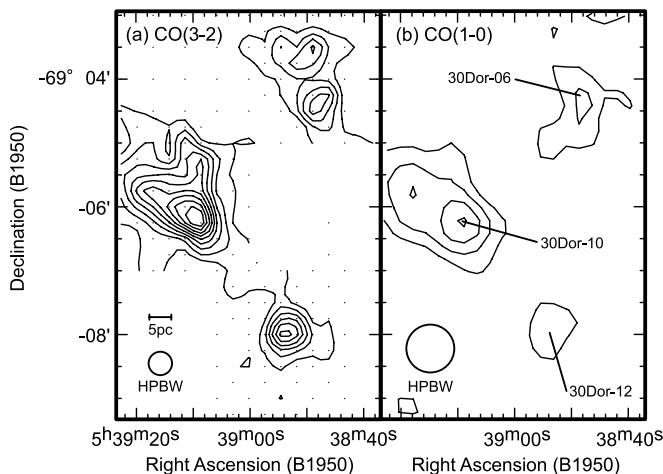 (a) CO(3-2)
(b) CO(1-0)
-69° 04'
-06'
-08'
Declination (B1950)
30Dor-06
30Dor-10
30Dor-12
5pc
HPBW
HPBW
5ʰ39ᵐ20ˢ
39ᵐ00ˢ
38ᵐ40ˢ
39ᵐ00ˢ
38ᵐ40ˢ
Right Ascension (B1950)
Right Ascension (B1950)